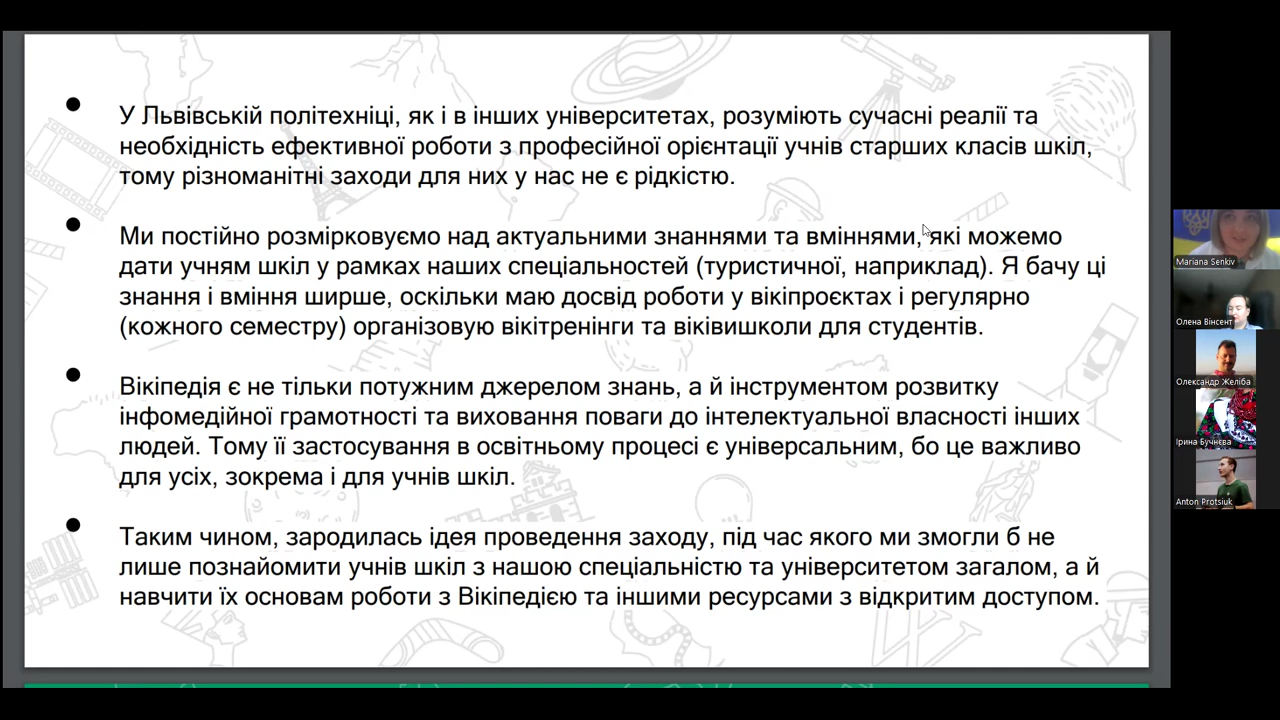 У Львівській політехніці, як і в інших університетах, розуміють сучасні реалії та
необхідність ефективної роботи з професійної орієнтації учнів старших класів шкіл,
тому різноманітні заходи для них у нас не є рідкістю.
Ми постійно розмірковуємо над актуальними знаннями та вміннями, які можемо
дати учням шкіл у рамках наших спеціальностей (туристичної, наприклад). Я бачу ці
знання і вміння ширше, оскільки маю досвід роботи у вікіпроєктах і регулярно
(кожного семестру) організовую вікітренінги та віківишколи для студентів.
Вікіпедія є не тільки потужним джерелом знань, а й інструментом розвитку
інфомедійної грамотності та виховання поваги до інтелектуальної власності інших
людей. Тому її застосування в освітньому процесі є універсальним, бо це важливо
для усіх, зокрема і для учнів шкіл.
Таким чином, зародилась ідея проведення заходу, під час якого ми змогли б не
лише познайомити учнів шкіл з нашою спеціальністю та університетом загалом, а й
навчити їх основам роботи з Вікіпедією та іншими ресурсами з відкритим доступом.
Mariana Senkiv
Олена Вінсент
Олександр Желіба
Ірина Бучнєва
Anton Protsiuk